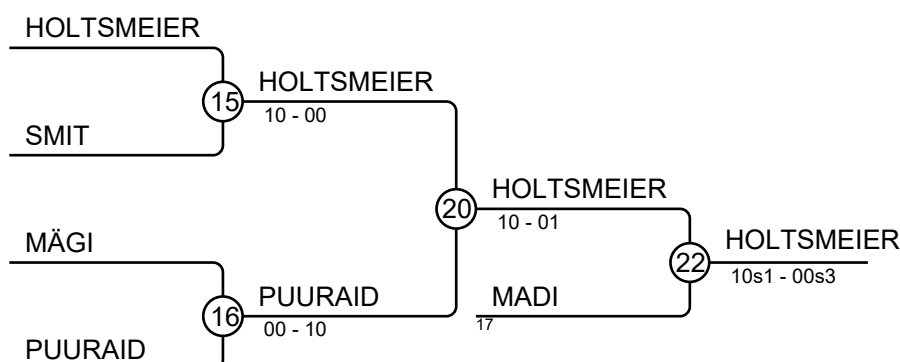 HOLTSMEIER
15
HOLTSMEIER
10 - 00
SMIT
20
HOLTSMEIER
10 - 01
MÄGI
22
HOLTSMEIER
10s1 - 00s3
16
PUURAID
00 - 10
MADI
17
PUURAID